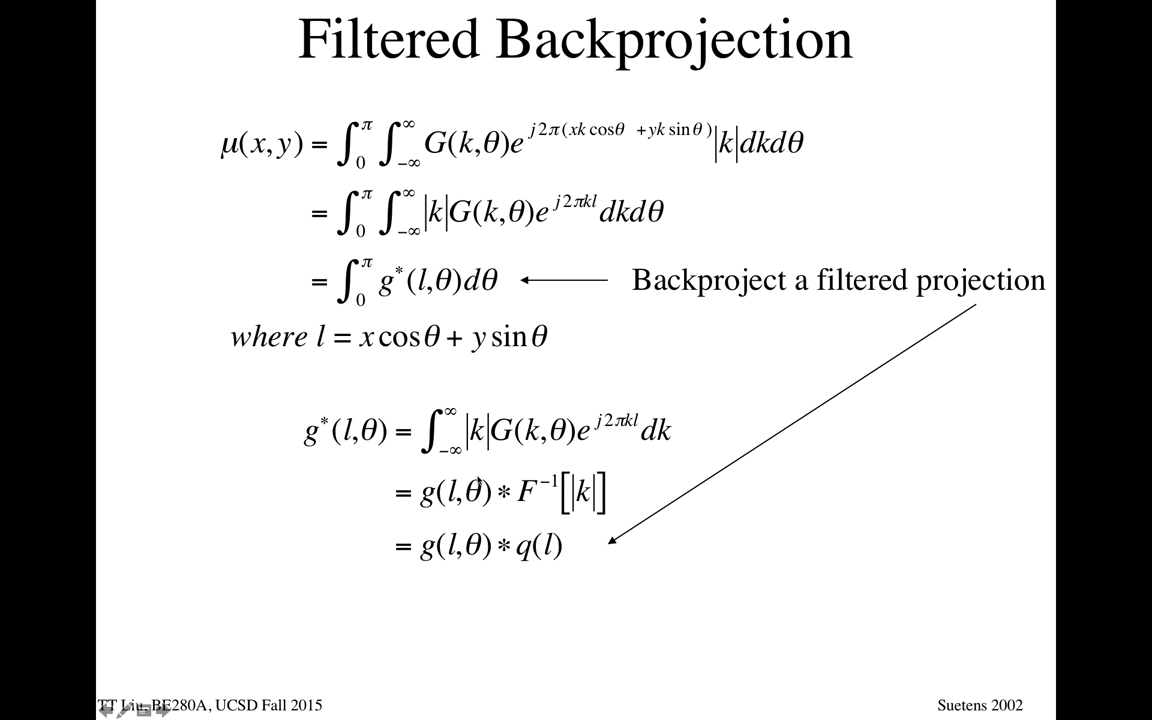 Filtered Backprojection
μ(x,y) = ∫₀^π ∫₋∞^∞ G(k,θ)e^{j2π(xk cosθ + yk sinθ)}|k|dkdθ
= ∫₀^π ∫₋∞^∞ |k|G(k,θ)e^{j2πkl}dkdθ
= ∫₀^π g*(l,θ)dθ ← Backproject a filtered projection
where l = x cosθ + y sinθ
g*(l,θ) = ∫₋∞^∞ |k|G(k,θ)e^{j2πkl}dk
= g(l,θ) * F⁻¹[|k|]
= g(l,θ) * q(l)
TT Liu, BE280A, UCSD Fall 2015
Suetens 2002